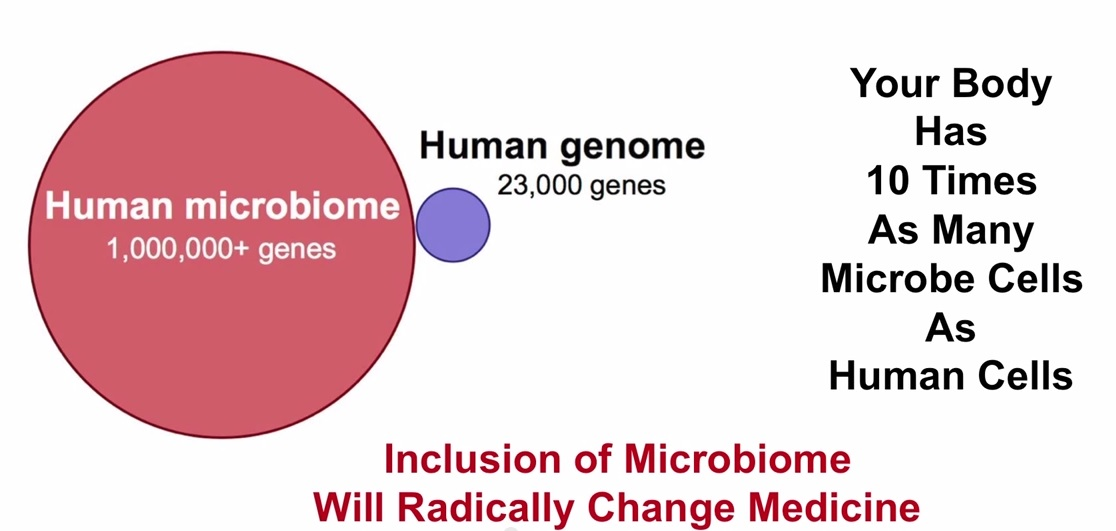 Human microbiome
1,000,000+ genes
Human genome
23,000 genes
Your Body
Has
10 Times
As Many
Microbe Cells
As
Human Cells
Inclusion of Microbiome
Will Radically Change Medicine